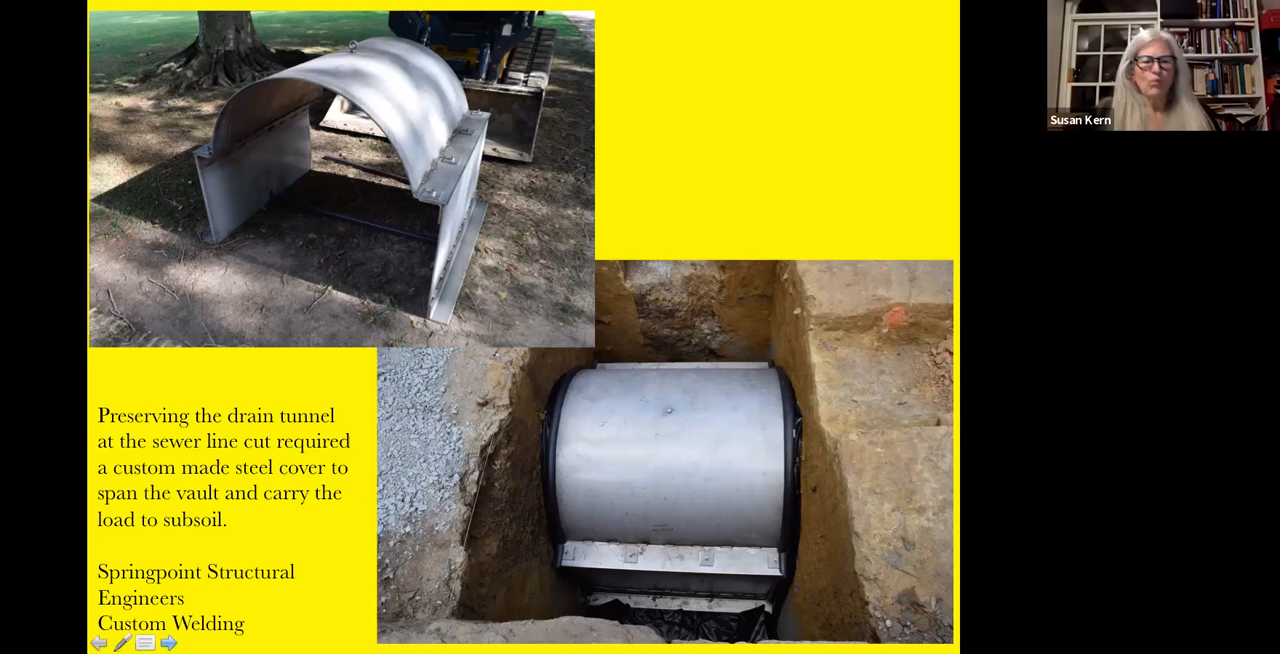 Susan Kern
Preserving the drain tunnel
at the sewer line cut required
a custom made steel cover to
span the vault and carry the
load to subsoil.
Springpoint Structural
Engineers
Custom Welding